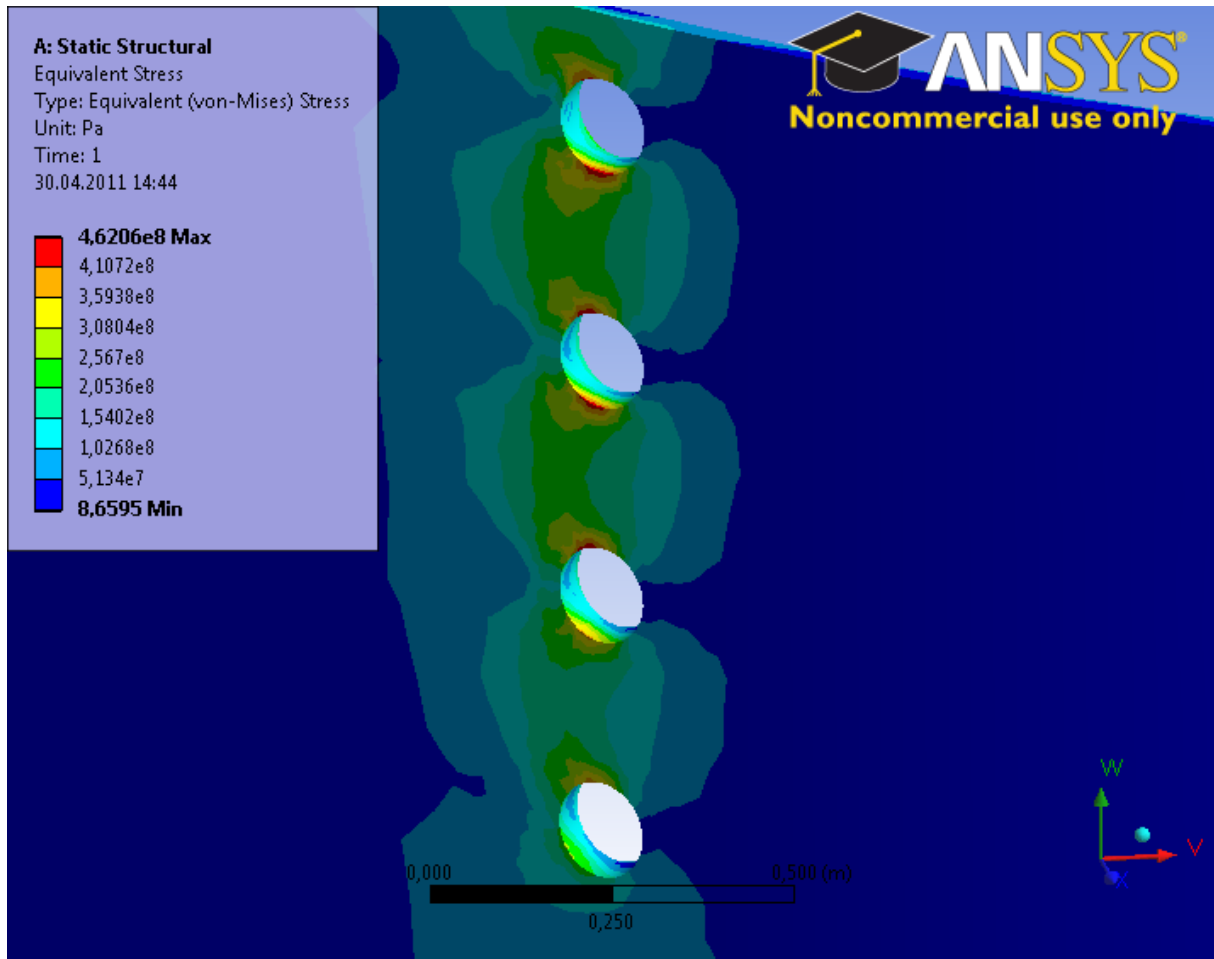 A: Static Structural
Equivalent Stress
Type: Equivalent (von-Mises) Stress
Unit: Pa
Time: 1
30.04.2011 14:44
4,6206e8 Max
4,1072e8
3,5938e8
3,0804e8
2,567e8
2,0536e8
1,5402e8
1,0268e8
5,134e7
8,6595 Min
ANSYS®
Noncommercial use only
W
V
X
0,000
0,500 (m)
0,250